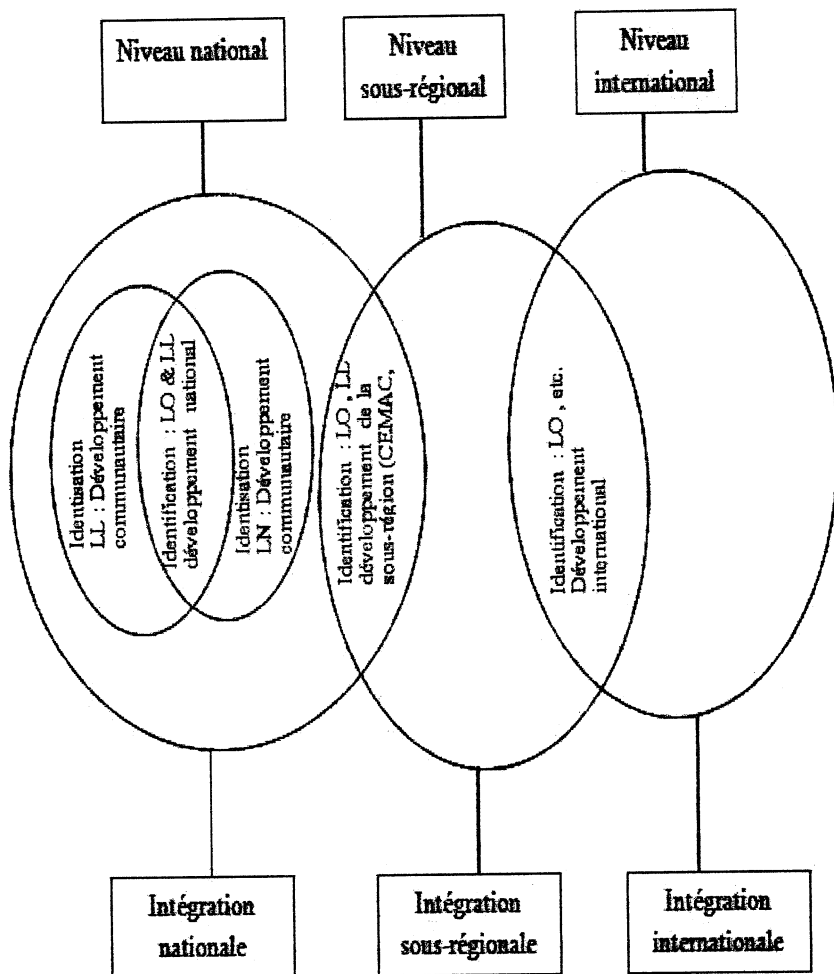 Niveau national
Niveau
sous-régional
Niveau
international
Identisation
LL : Développement
communautaire
Identification : LO & LL
développement national
Identisation
LN : Développement
communautaire
Identification : LO , LL
développement de la
sous-région (CEMAC,
Identification : LO , etc.
Développement
international
Intégration
nationale
Intégration
sous-régionale
Intégration
internationale